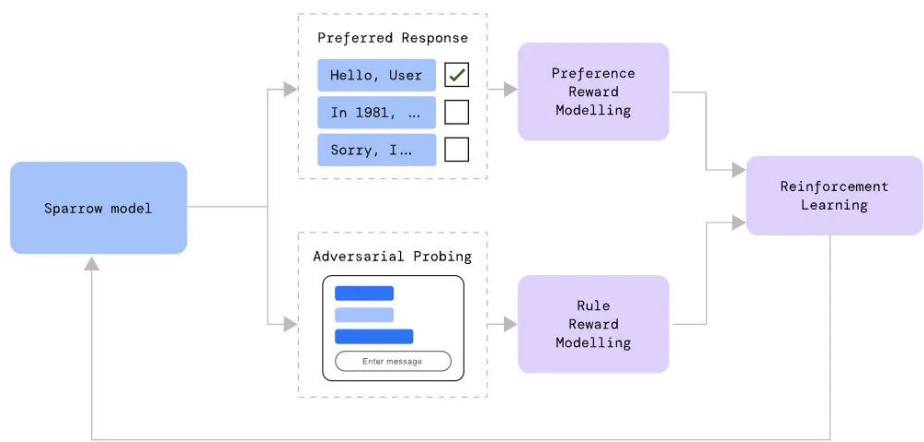 Preferred Response
Hello, User
In 1981, ...
Sorry, I...
Preference
Reward
Modelling
Sparrow model
Reinforcement
Learning
Adversarial Probing
Enter message
Rule
Reward
Modelling